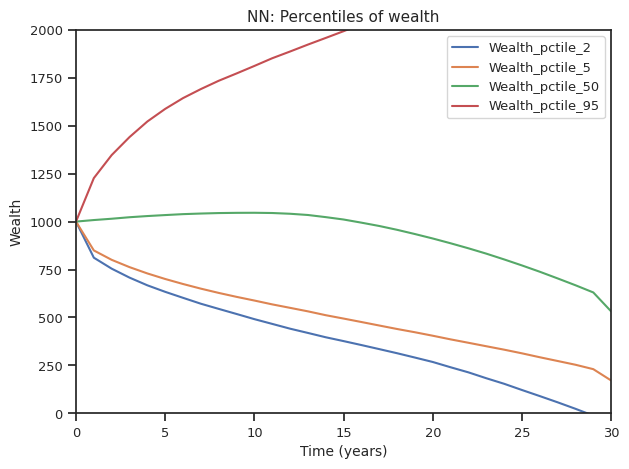 NN: Percentiles of wealth
2000
1750
1500
1250
1000
750
500
250
0
Wealth
Wealth_pctile_2
Wealth_pctile_5
Wealth_pctile_50
Wealth_pctile_95
0 5 10 15 20 25 30
Time (years)